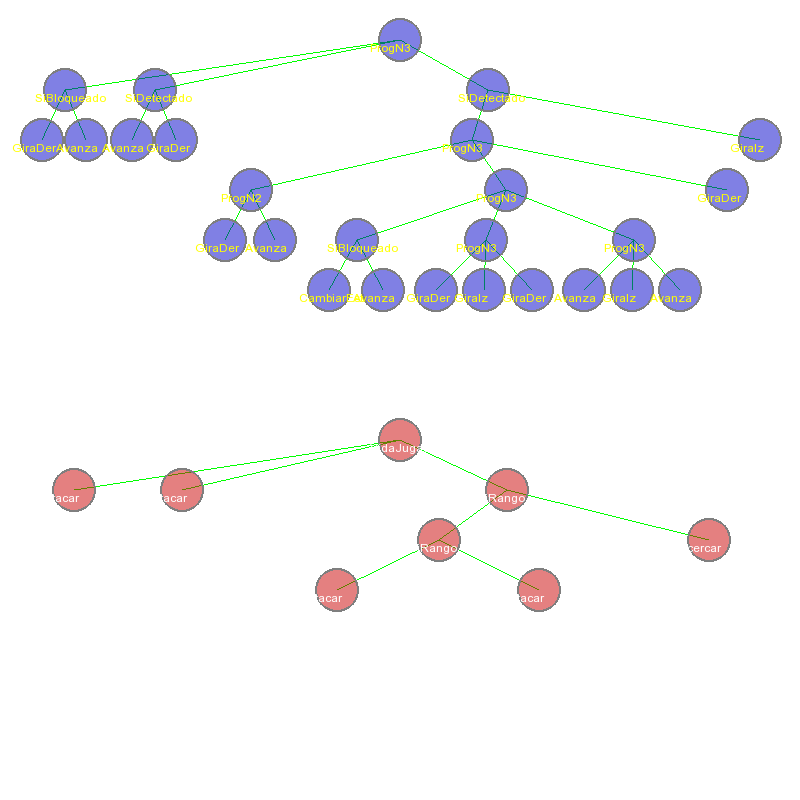 ProgN3
SiBloqueado SiDetectado SiDetectado
GiraDer Avanza Avanza GiraDer ProgN3 GiraIz
ProgN2 ProgN3 GiraDer
GiraDer Avanza SiBloqueado ProgN3 ProgN3
Avanza GiraDer GiraIz GiraDer Avanza GiraIz Avanza
daJuga
tacar tacar Rango
Rango cercar
tacar tacar